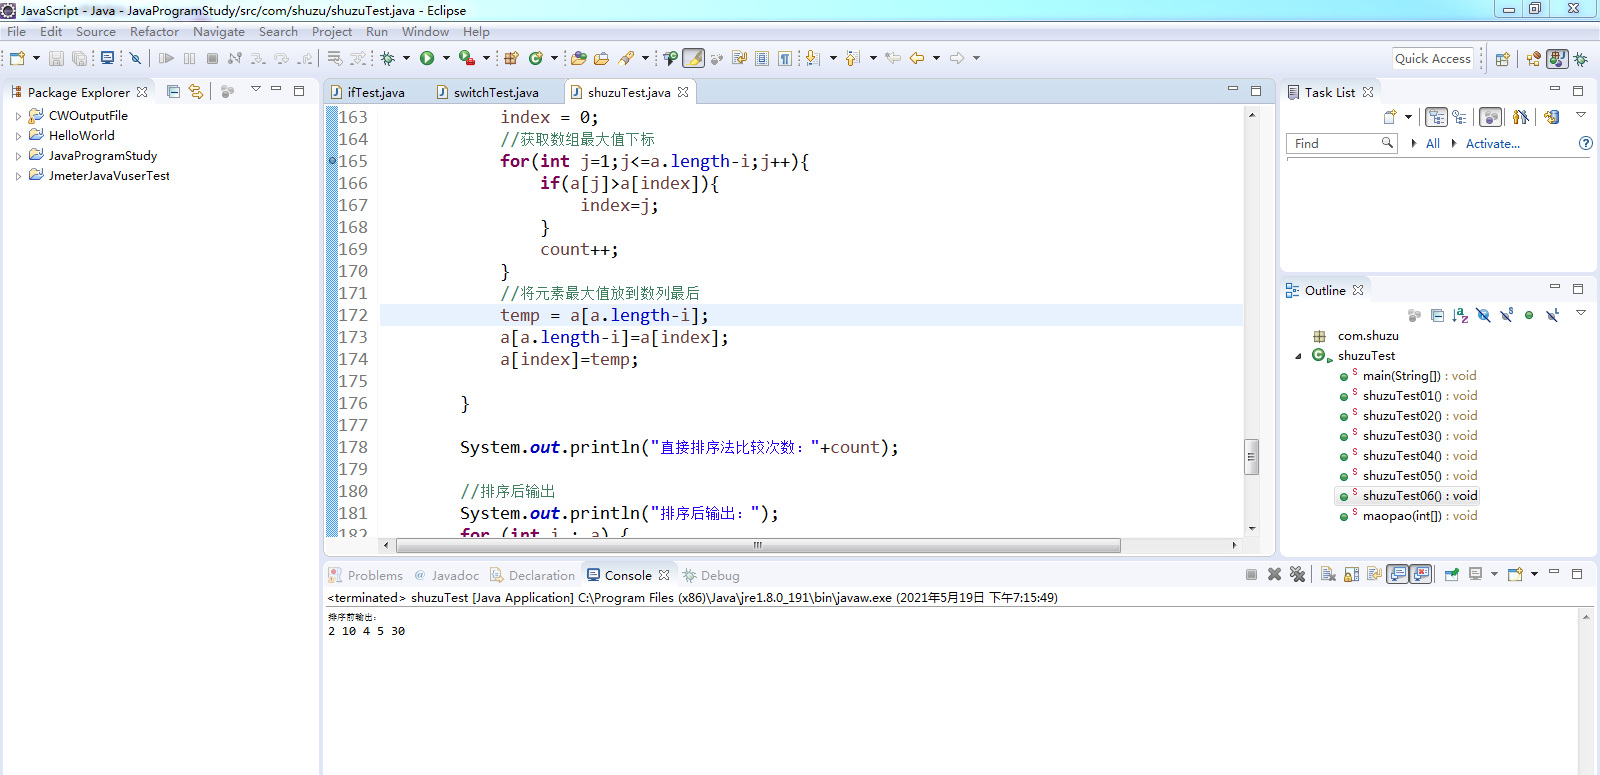 JavaScript - Java - JavaProgramStudy/src/com/shuzu/shuzuTest.java - Eclipse
File Edit Source Refactor Navigate Search Project Run Window Help
Quick Access
Package Explorer
CWOutputFile
HelloWorld
JavaProgramStudy
JmeterJavaVuserTest
ifTest.java switchTest.java shuzuTest.java
163 index = 0;
164 //获取数组最大值下标
165 for(int j=1;j<=a.length-i;j++){
166 if(a[j]>a[index]){
167 index=j;
168 }
169 count++;
170 }
171 //将元素最大值放到数列最后
172 temp = a[a.length-i];
173 a[a.length-i]=a[index];
174 a[index]=temp;
175
176 }
177
178 System.out.println("直接排序法比较次数："+count);
179
180 //排序后输出
181 System.out.println("排序后输出：");
182 for (int i : a) {
Task List
Find All Activate...
Outline
com.shuzu
shuzuTest
main(String[]) : void
shuzuTest01() : void
shuzuTest02() : void
shuzuTest03() : void
shuzuTest04() : void
shuzuTest05() : void
shuzuTest06() : void
maopao(int[]) : void
Problems Javadoc Declaration Console Debug
<terminated> shuzuTest [Java Application] C:\Program Files (x86)\Java\jre1.8.0_191\bin\javaw.exe (2021年5月19日 下午7:15:49)
排序前输出：
2 10 4 5 30